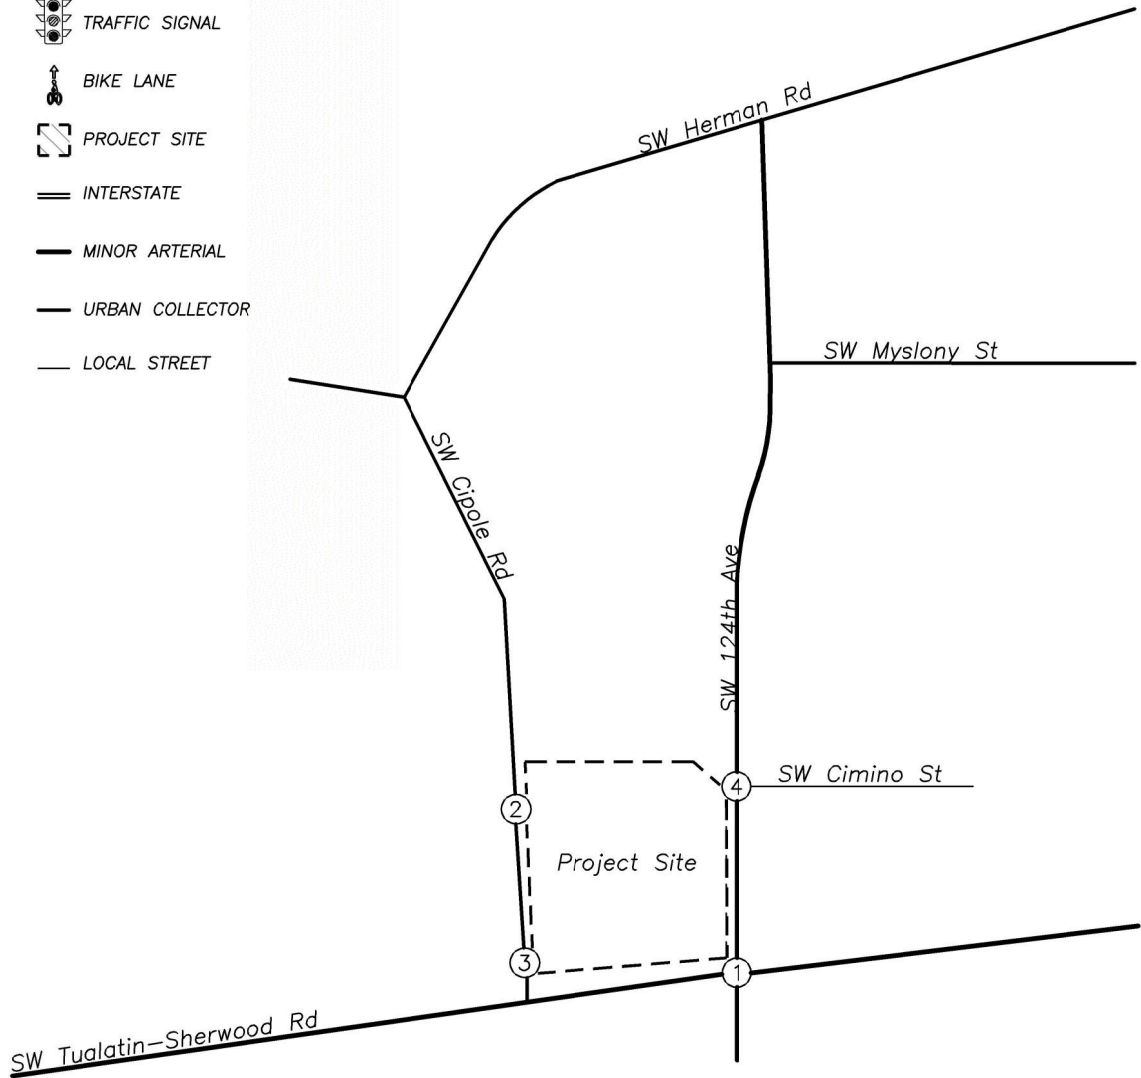 TRAFFIC SIGNAL
BIKE LANE
PROJECT SITE
INTERSTATE
MINOR ARTERIAL
URBAN COLLECTOR
LOCAL STREET
SW Herman Rd
SW Myslony St
SW Cipole Rd
SW 124th Ave
SW Cimino St
4
2
Project Site
3
1
SW Tualatin-Sherwood Rd